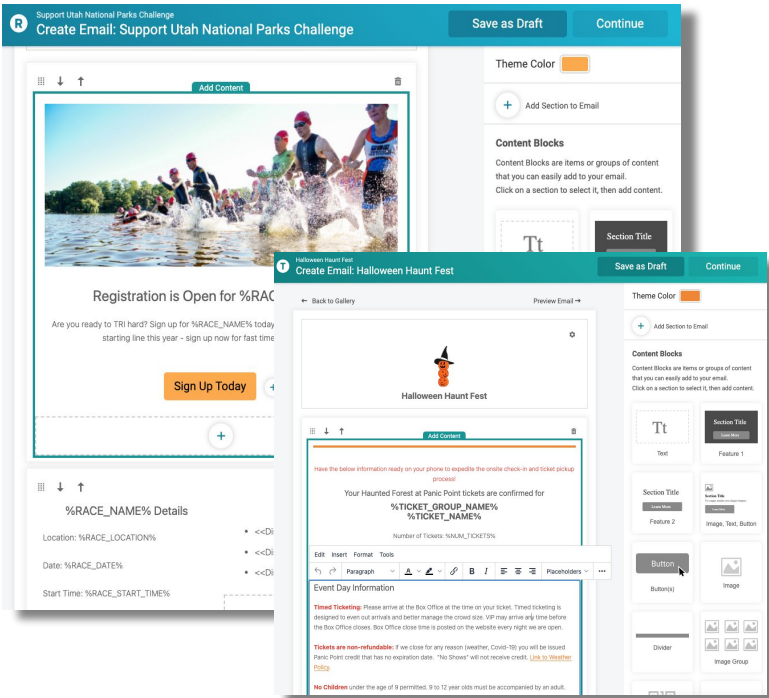 R
Support Utah National Parks Challenge
Create Email: Support Utah National Parks Challenge
Save as Draft
Continue
Add Content
Registration is Open for %RAC
Are you ready to TRI hard? Sign up for %RACE_NAME% today
starting line this year - sign up now for fast time
Sign Up Today
%RACE_NAME% Details
Location: %RACE_LOCATION%
Date: %RACE_DATE%
Start Time: %RACE_START_TIME%
• <<Di
• <<Di
• <<Di
Theme Color
+ Add Section to Email
Content Blocks
Content Blocks are items or groups of content
that you can easily add to your email.
Click on a section to select it, then add content.
Tt
Section Title
T
Halloween Haunt Fest
Create Email: Halloween Haunt Fest
Save as Draft
Continue
← Back to Gallery
Preview Email →
Halloween Haunt Fest
Add Content
Have the below information ready on your phone to expedite the onsite check-in and ticket pickup
process!
Your Haunted Forest at Panic Point tickets are confirmed for
%TICKET_GROUP_NAME%
%TICKET_NAME%
Number of Tickets: %NUM_TICKETS%
Edit Insert Format Tools
Paragraph A B I Placeholders ...
Event Day Information
Timed Ticketing: Please arrive at the Box Office at the time on your ticket. Timed ticketing is
designed to even out arrivals and better manage the crowd size. VIP may arrive any time before
the Box Office closes. Box Office close time is posted on the website every night we are open.
Tickets are non-refundable: If we close for any reason (weather, Covid-19) you will be issued
Panic Point credit that has no expiration date. "No Shows" will not receive credit. Link to Weather
Policy
No Children under the age of 9 permitted. 9 to 12 year olds must be accompanied by an adult.
Theme Color
+ Add Section to Email
Content Blocks
Content Blocks are items or groups of content
that you can easily add to your email.
Click on a section to select it, then add content.
Tt
Text
Section Title
Learn More
Feature 1
Section Title
Learn More
Feature 2
Section Title
Learn More
Image, Text, Button
Button
Button(s)
Image
Divider
Image Group